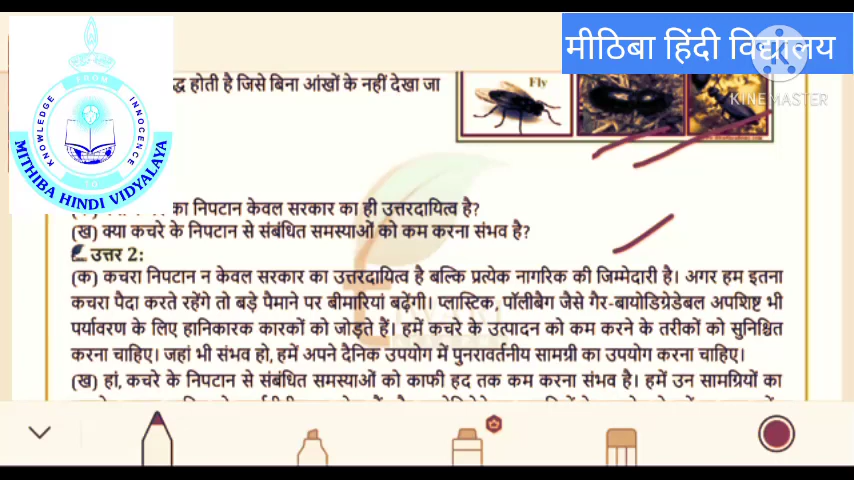 मीठिबा हिंदी विद्यालय
KINEMASTER
FROM
KNOWLEDGE
INNOCENCE
TO
MITHIBA HINDI VIDYALAYA
होती है जिसे बिना आंखों के नहीं देखा जा
Fly
का निपटान केवल सरकार का ही उत्तरदायित्व है?
(ख) क्या कचरे के निपटान से संबंधित समस्याओं को कम करना संभव है?
उत्तर 2:
(क) कचरा निपटान न केवल सरकार का उत्तरदायित्व है बल्कि प्रत्येक नागरिक की जिम्मेदारी है। अगर हम इतना
कचरा पैदा करते रहेंगे तो बड़े पैमाने पर बीमारियां बढ़ेंगी। प्लास्टिक, पॉलीबैग जैसे गैर-बायोडिग्रेडेबल अपशिष्ट भी
पर्यावरण के लिए हानिकारक कारकों को जोड़ते हैं। हमें कचरे के उत्पादन को कम करने के तरीकों को सुनिश्चित
करना चाहिए। जहां भी संभव हो, हमें अपने दैनिक उपयोग में पुनरावर्तनीय सामग्री का उपयोग करना चाहिए।
(ख) हां, कचरे के निपटान से संबंधित समस्याओं को काफी हद तक कम करना संभव है। हमें उन सामग्रियों का